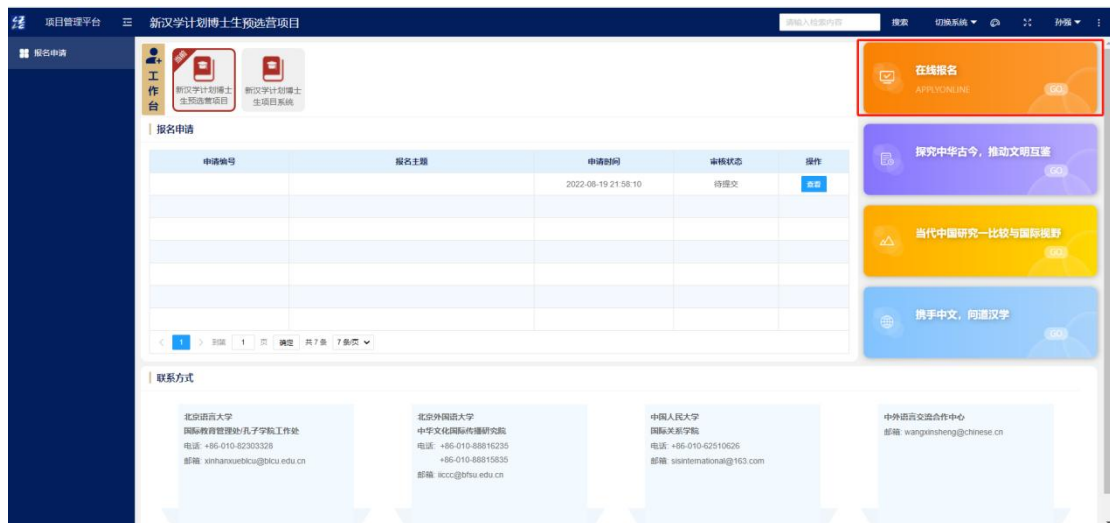 项目管理平台
新汉学计划博士生预选营项目
请输入检索内容
搜索
切换系统
孙强
报名申请
工作台
当前
新汉学计划博士
生预选营项目
新汉学计划博士
生项目系统
在线报名
APPLYONLINE
GO
报名申请
申请编号 报名主题 申请时间 审核状态 操作
2022-08-19 21:58:10 待提交 查看
探究中华古今，推动文明互鉴
GO
当代中国研究—比较与国际视野
GO
携手中文，问道汉学
GO
1 到第 1 页 确定 共 7 条 7 条/页
联系方式
北京语言大学
国际教育管理处/孔子学院工作处
电话: +86-010-82303328
邮箱: xinhanxueblcu@blcu.edu.cn
北京外国语大学
中华文化国际传播研究院
电话: +86-010-88816235
+86-010-88815835
邮箱: iiccc@bfsu.edu.cn
中国人民大学
国际关系学院
电话: +86-010-62510626
邮箱: sisinternational@163.com
中外语言交流合作中心
邮箱: wangxinsheng@chinese.cn